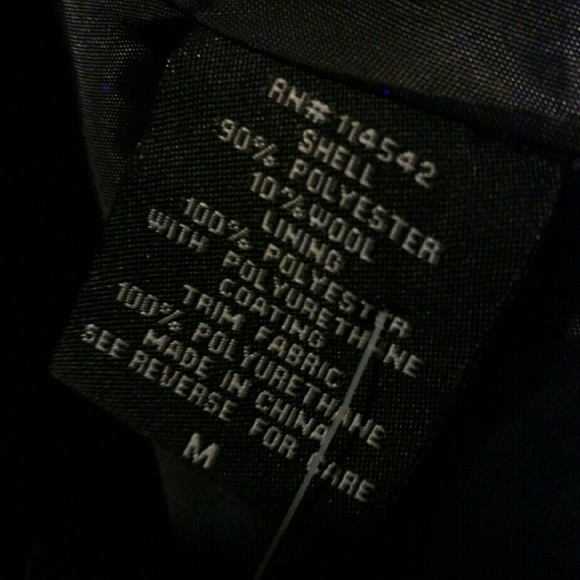 RN# 114542
SHELL
90% POLYESTER
10% WOOL
LINING
100% POLYESTER
WITH POLYURETHANE
COATING
TRIM FABRIC
100% POLYURETHANE
MADE IN CHINA
SEE REVERSE FOR CARE
M